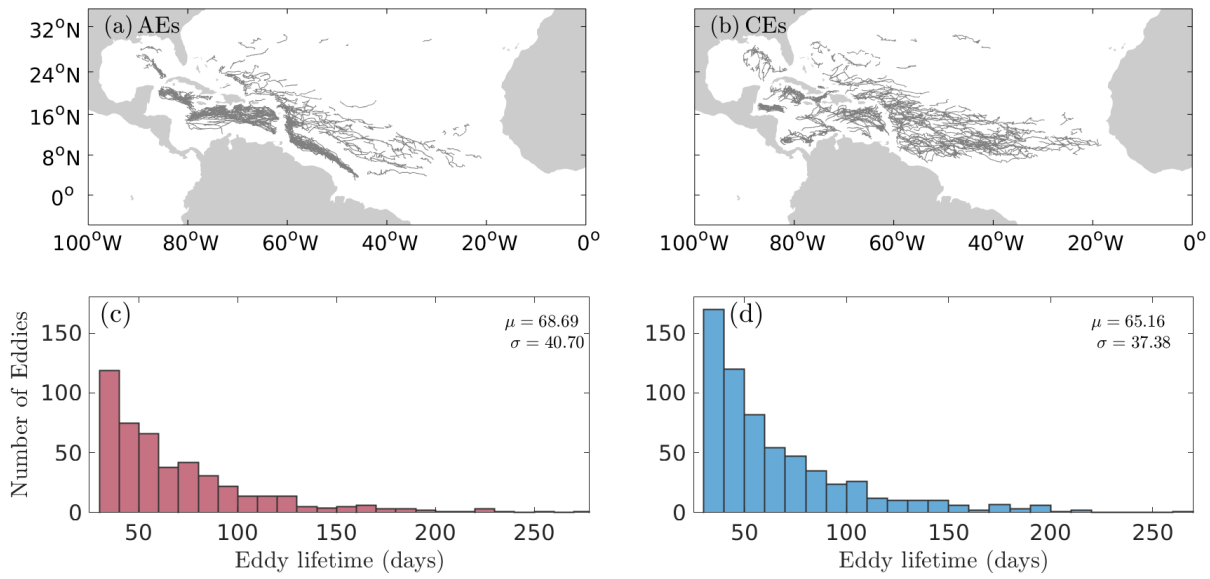 (a) AEs
(b) CEs
32°N
24°N
16°N
8°N
0°
100°W 80°W 60°W 40°W 20°W 0°
100°W 80°W 60°W 40°W 20°W 0°
(c)
μ = 68.69
σ = 40.70
(d)
μ = 65.16
σ = 37.38
Number of Eddies
150
100
50
0
150
100
50
0
50 100 150 200 250
50 100 150 200 250
Eddy lifetime (days)
Eddy lifetime (days)